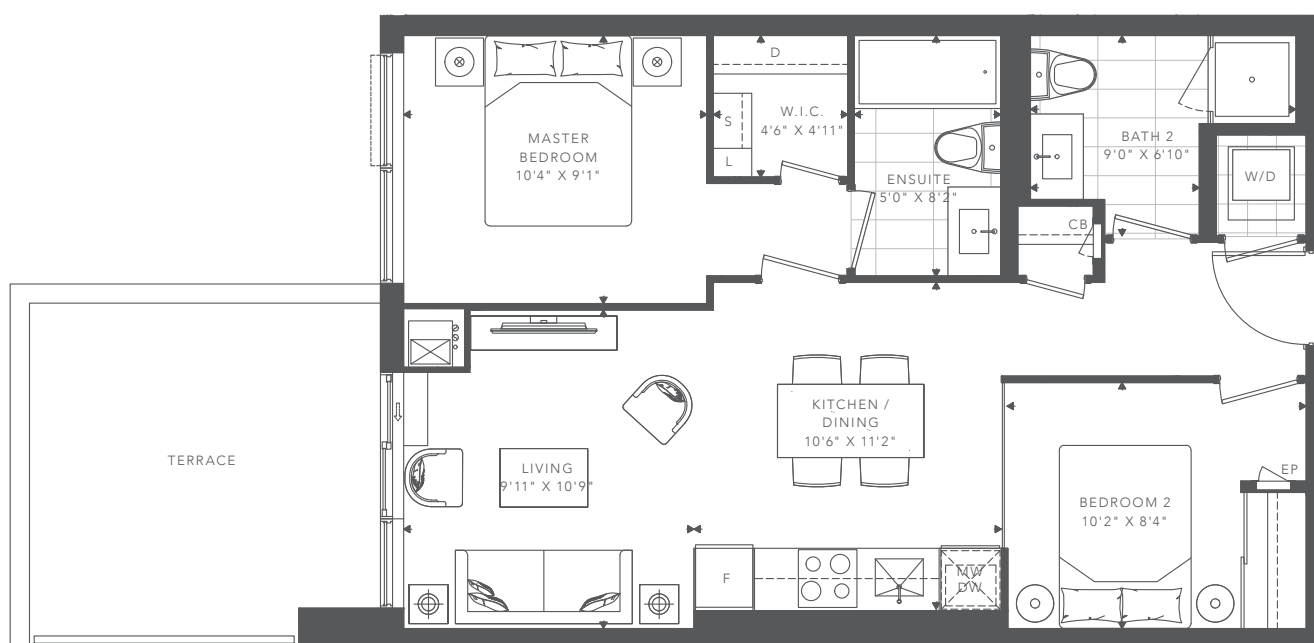 MASTER
BEDROOM
10'4" X 9'1"
D
S
L
W.I.C.
4'6" X 4'11"
ENSUITE
5'0" X 8'2"
BATH 2
9'0" X 6'10"
W/D
CB
TERRACE
LIVING
9'11" X 10'9"
KITCHEN /
DINING
10'6" X 11'2"
F
MW
DW
BEDROOM 2
10'2" X 8'4"
EP